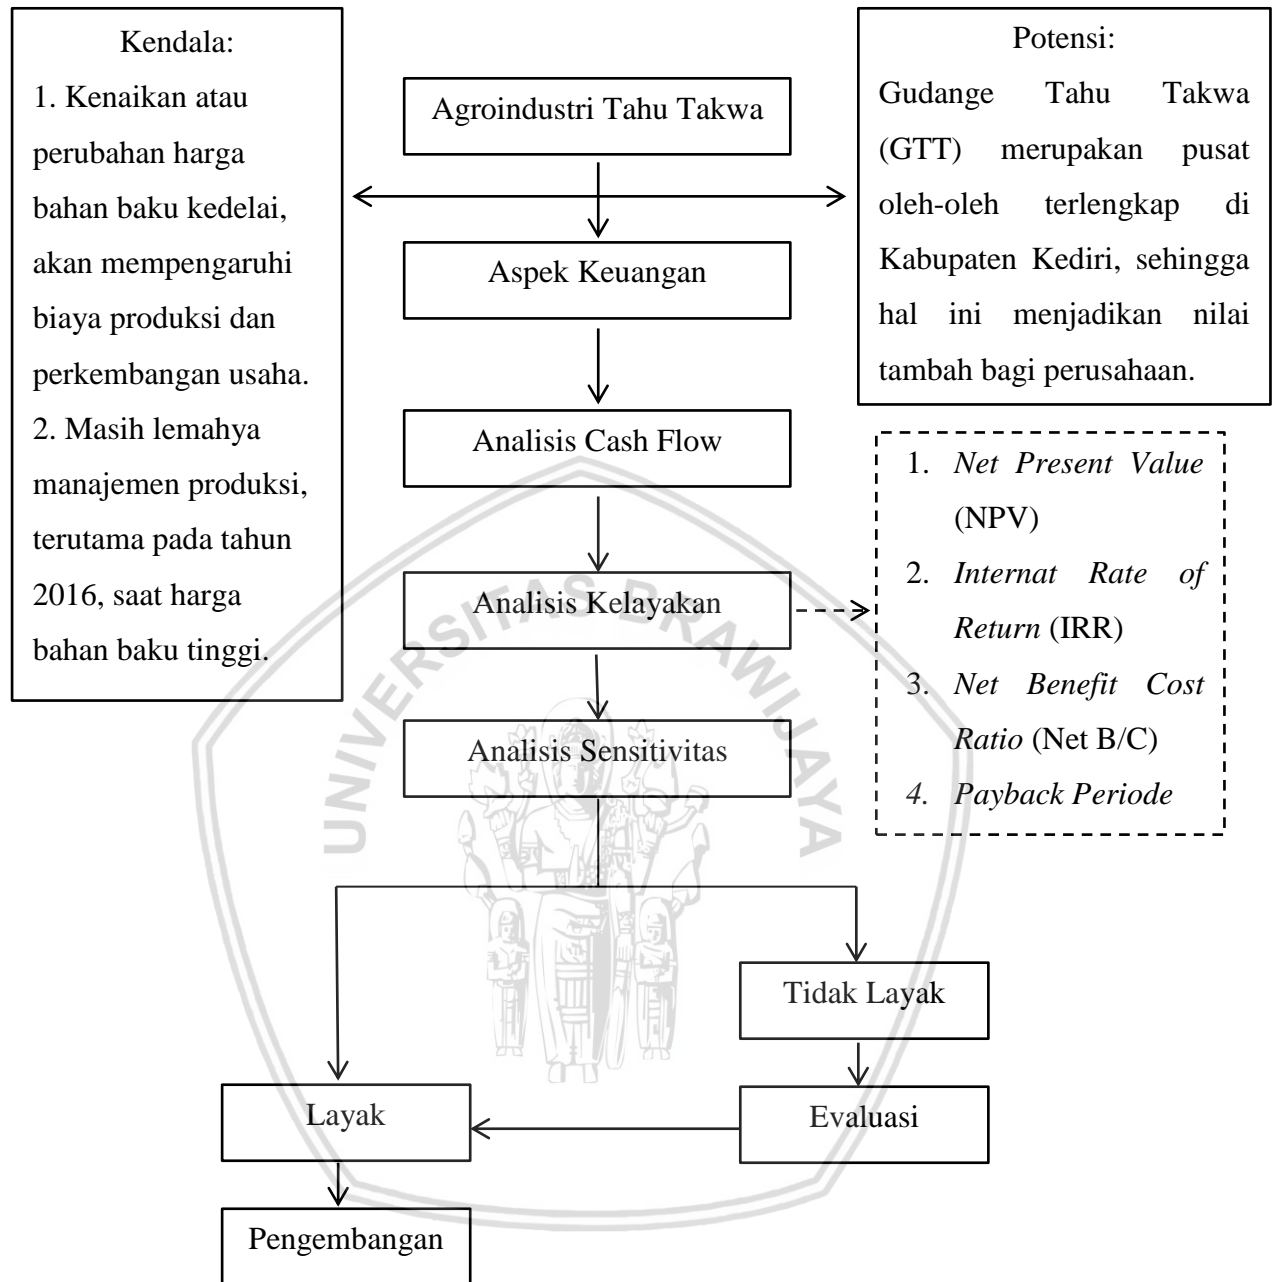 Kendala:
1. Kenaikan atau
perubahan harga
bahan baku kedelai,
akan mempengaruhi
biaya produksi dan
perkembangan usaha.
2. Masih lemahya
manajemen produksi,
terutama pada tahun
2016, saat harga
bahan baku tinggi.
Agroindustri Tahu Takwa
Aspek Keuangan
Analisis Cash Flow
Analisis Kelayakan
Analisis Sensitivitas
Potensi:
Gudange Tahu Takwa
(GTT) merupakan pusat
oleh-oleh terlengkap di
Kabupaten Kediri, sehingga
hal ini menjadikan nilai
tambah bagi perusahaan.
1. Net Present Value
(NPV)
2. Internat Rate of
Return (IRR)
3. Net Benefit Cost
Ratio (Net B/C)
4. Payback Periode
Tidak Layak
Layak
Evaluasi
Pengembangan
UNIVERSITAS BRAWIJAYA